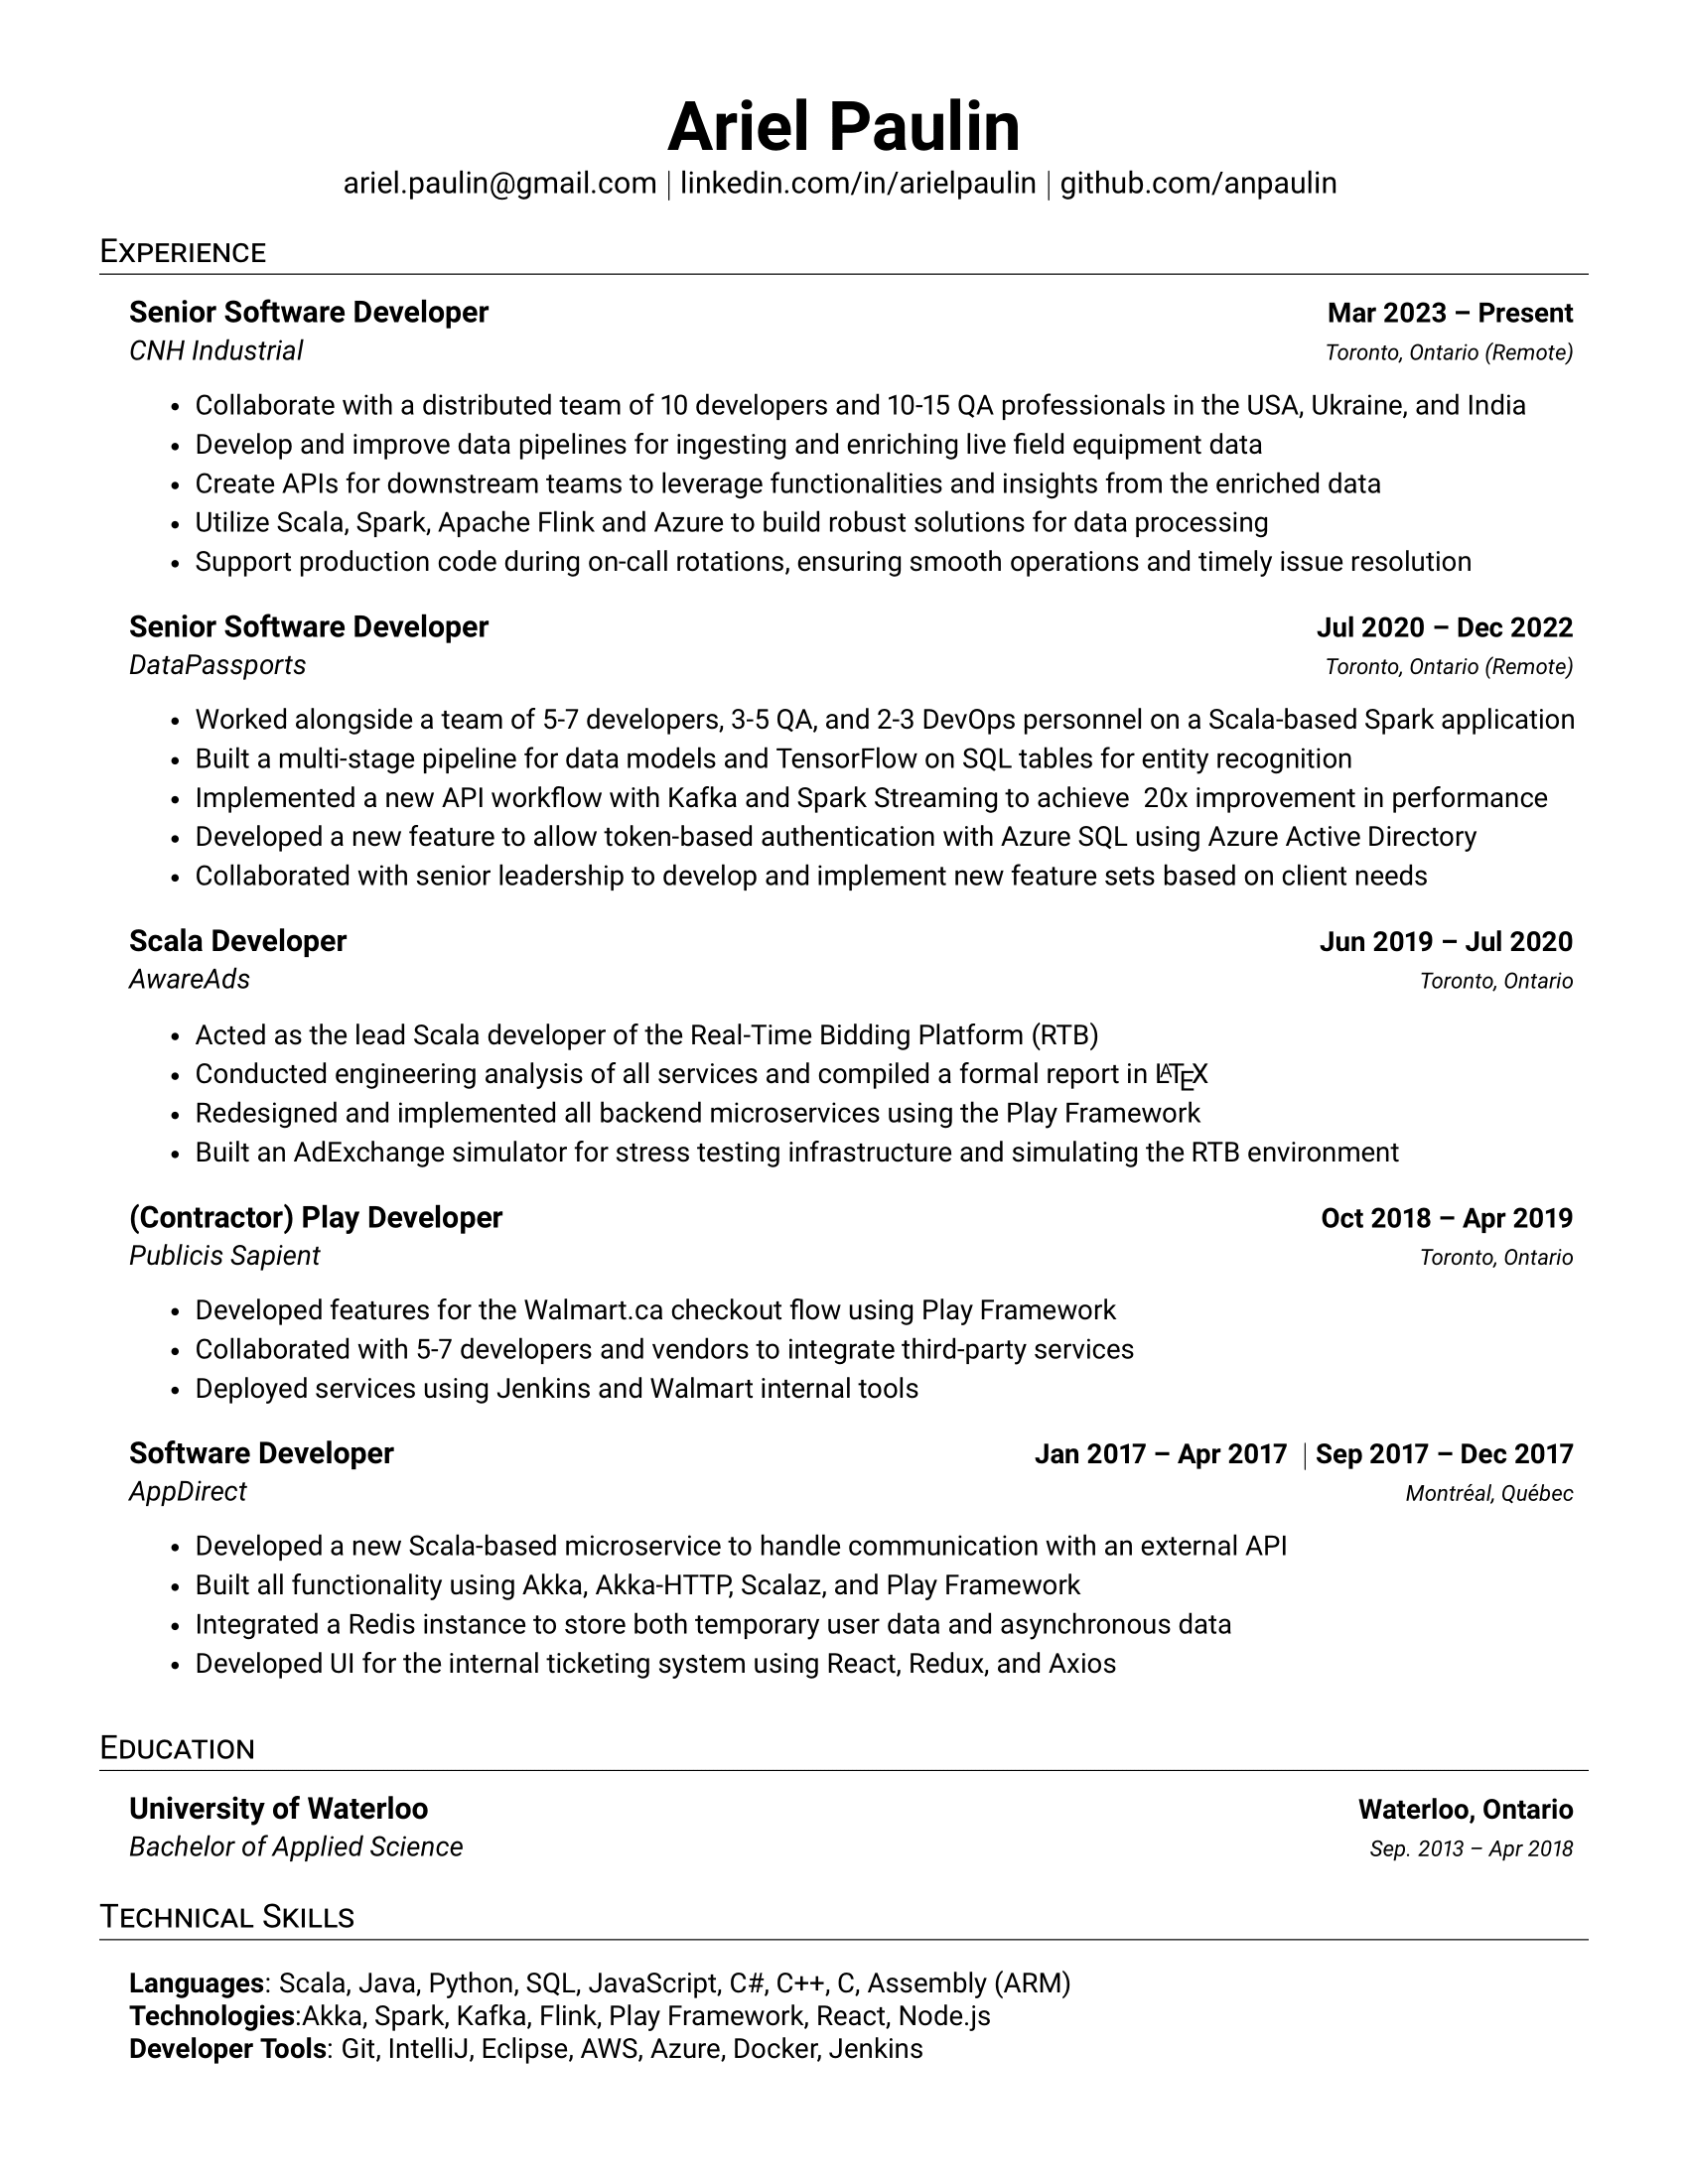 Ariel Paulin
ariel.paulin@gmail.com | linkedin.com/in/arielpaulin | github.com/anpaulin
Experience
Senior Software Developer Mar 2023 – Present
CNH Industrial Toronto, Ontario (Remote)
• Collaborate with a distributed team of 10 developers and 10-15 QA professionals in the USA, Ukraine, and India
• Develop and improve data pipelines for ingesting and enriching live field equipment data
• Create APIs for downstream teams to leverage functionalities and insights from the enriched data
• Utilize Scala, Spark, Apache Flink and Azure to build robust solutions for data processing
• Support production code during on-call rotations, ensuring smooth operations and timely issue resolution
Senior Software Developer Jul 2020 – Dec 2022
DataPassports Toronto, Ontario (Remote)
• Worked alongside a team of 5-7 developers, 3-5 QA, and 2-3 DevOps personnel on a Scala-based Spark application
• Built a multi-stage pipeline for data models and TensorFlow on SQL tables for entity recognition
• Implemented a new API workflow with Kafka and Spark Streaming to achieve 20x improvement in performance
• Developed a new feature to allow token-based authentication with Azure SQL using Azure Active Directory
• Collaborated with senior leadership to develop and implement new feature sets based on client needs
Scala Developer Jun 2019 – Jul 2020
AwareAds Toronto, Ontario
• Acted as the lead Scala developer of the Real-Time Bidding Platform (RTB)
• Conducted engineering analysis of all services and compiled a formal report in LATEX
• Redesigned and implemented all backend microservices using the Play Framework
• Built an AdExchange simulator for stress testing infrastructure and simulating the RTB environment
(Contractor) Play Developer Oct 2018 – Apr 2019
Publicis Sapient Toronto, Ontario
• Developed features for the Walmart.ca checkout flow using Play Framework
• Collaborated with 5-7 developers and vendors to integrate third-party services
• Deployed services using Jenkins and Walmart internal tools
Software Developer Jan 2017 – Apr 2017 | Sep 2017 – Dec 2017
AppDirect Montréal, Québec
• Developed a new Scala-based microservice to handle communication with an external API
• Built all functionality using Akka, Akka-HTTP, Scalaz, and Play Framework
• Integrated a Redis instance to store both temporary user data and asynchronous data
• Developed UI for the internal ticketing system using React, Redux, and Axios
Education
University of Waterloo Waterloo, Ontario
Bachelor of Applied Science Sep. 2013 – Apr 2018
Technical Skills
Languages: Scala, Java, Python, SQL, JavaScript, C#, C++, C, Assembly (ARM)
Technologies:Akka, Spark, Kafka, Flink, Play Framework, React, Node.js
Developer Tools: Git, IntelliJ, Eclipse, AWS, Azure, Docker, Jenkins